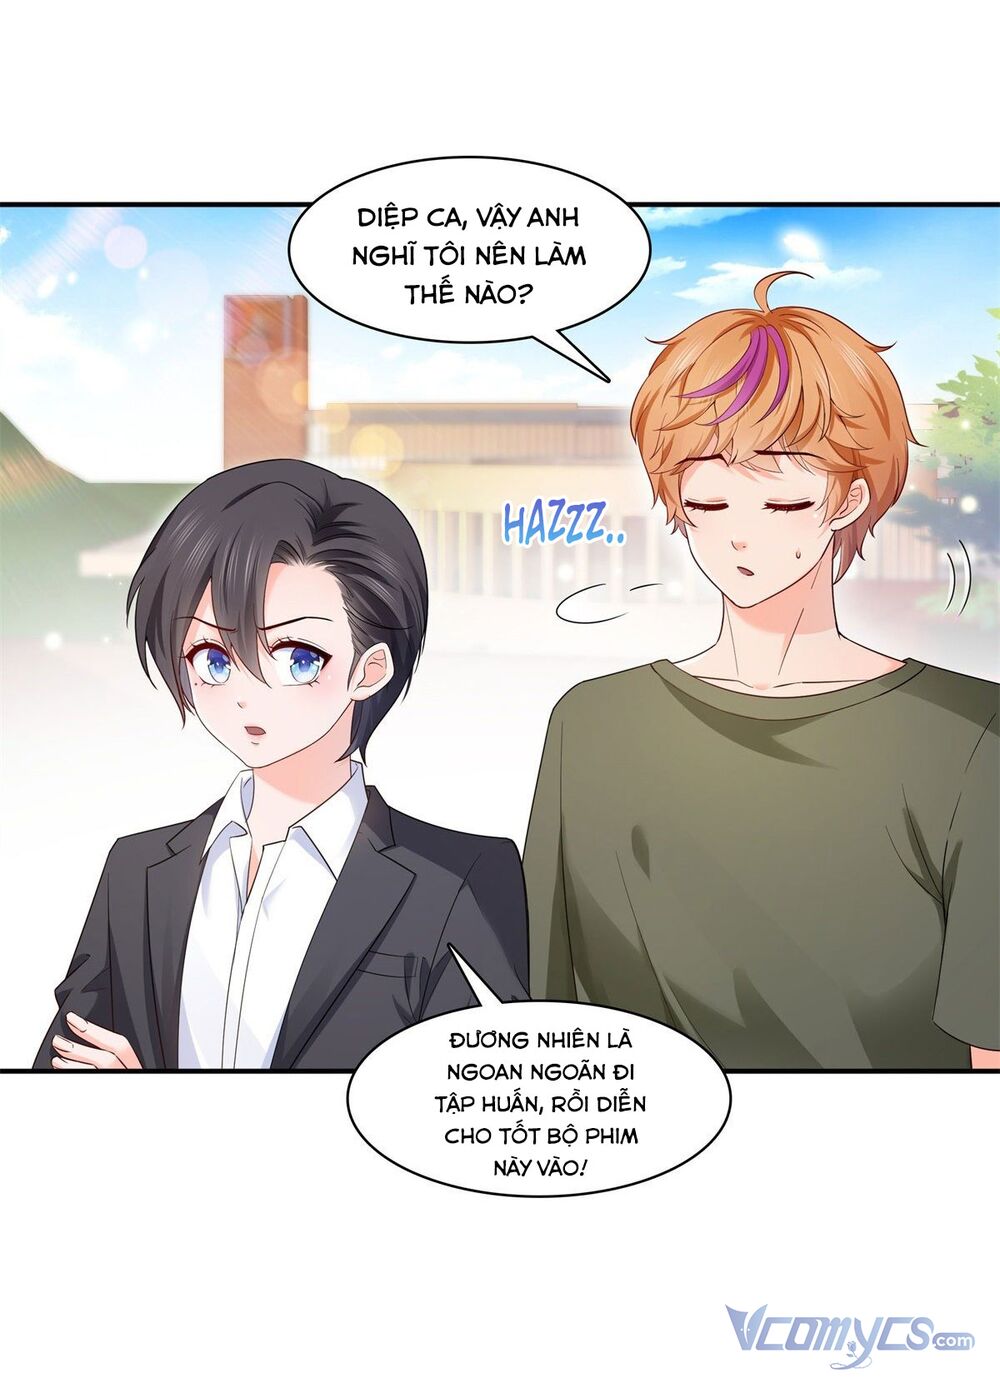 DIỆP CA, VẬY ANH
NGHĨ TÔI NÊN LÀM
THẾ NÀO?
HAZZZ..
ĐƯƠNG NHIÊN LÀ
NGOAN NGOÃN ĐI
TẬP HUẤN, RỒI DIỄN
CHO TỐT BỘ PHIM
NÀY VÀO!
VCOMYCS.com